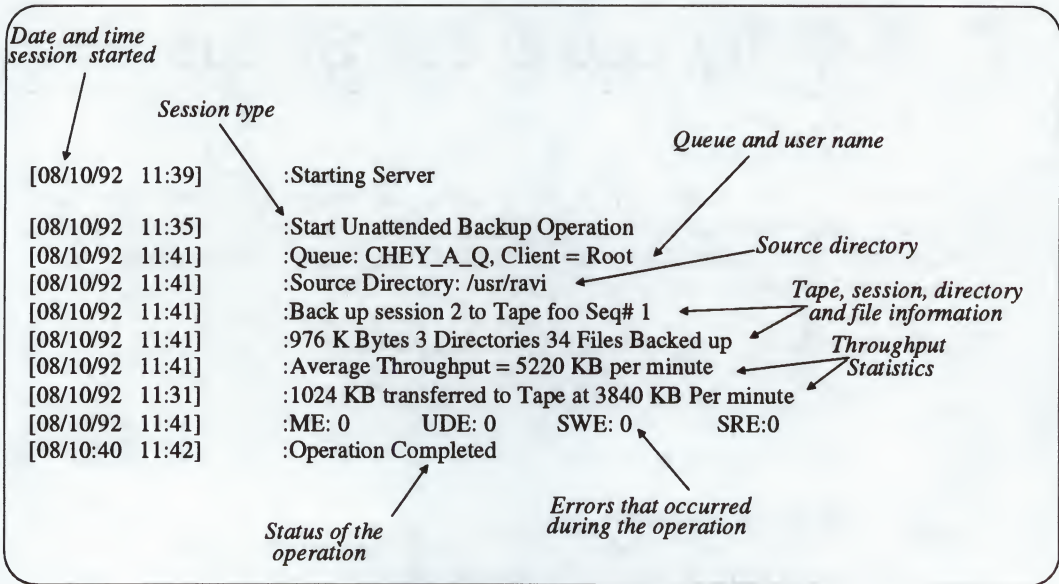 Date and time
session started
Session type
Queue and user name
[08/10/92 11:39] :Starting Server
[08/10/92 11:35] :Start Unattended Backup Operation
[08/10/92 11:41] :Queue: CHEY_A_Q, Client = Root
Source directory
[08/10/92 11:41] :Source Directory: /usr/ravi
Tape, session, directory
and file information
[08/10/92 11:41] :Back up session 2 to Tape foo Seq# 1
[08/10/92 11:41] :976 K Bytes 3 Directories 34 Files Backed up
Throughput
Statistics
[08/10/92 11:41] :Average Throughput = 5220 KB per minute
[08/10/92 11:31] :1024 KB transferred to Tape at 3840 KB Per minute
[08/10/92 11:41] :ME: 0 UDE: 0 SWE: 0 SRE:0
[08/10:40 11:42] :Operation Completed
Errors that occurred
during the operation
Status of the
operation